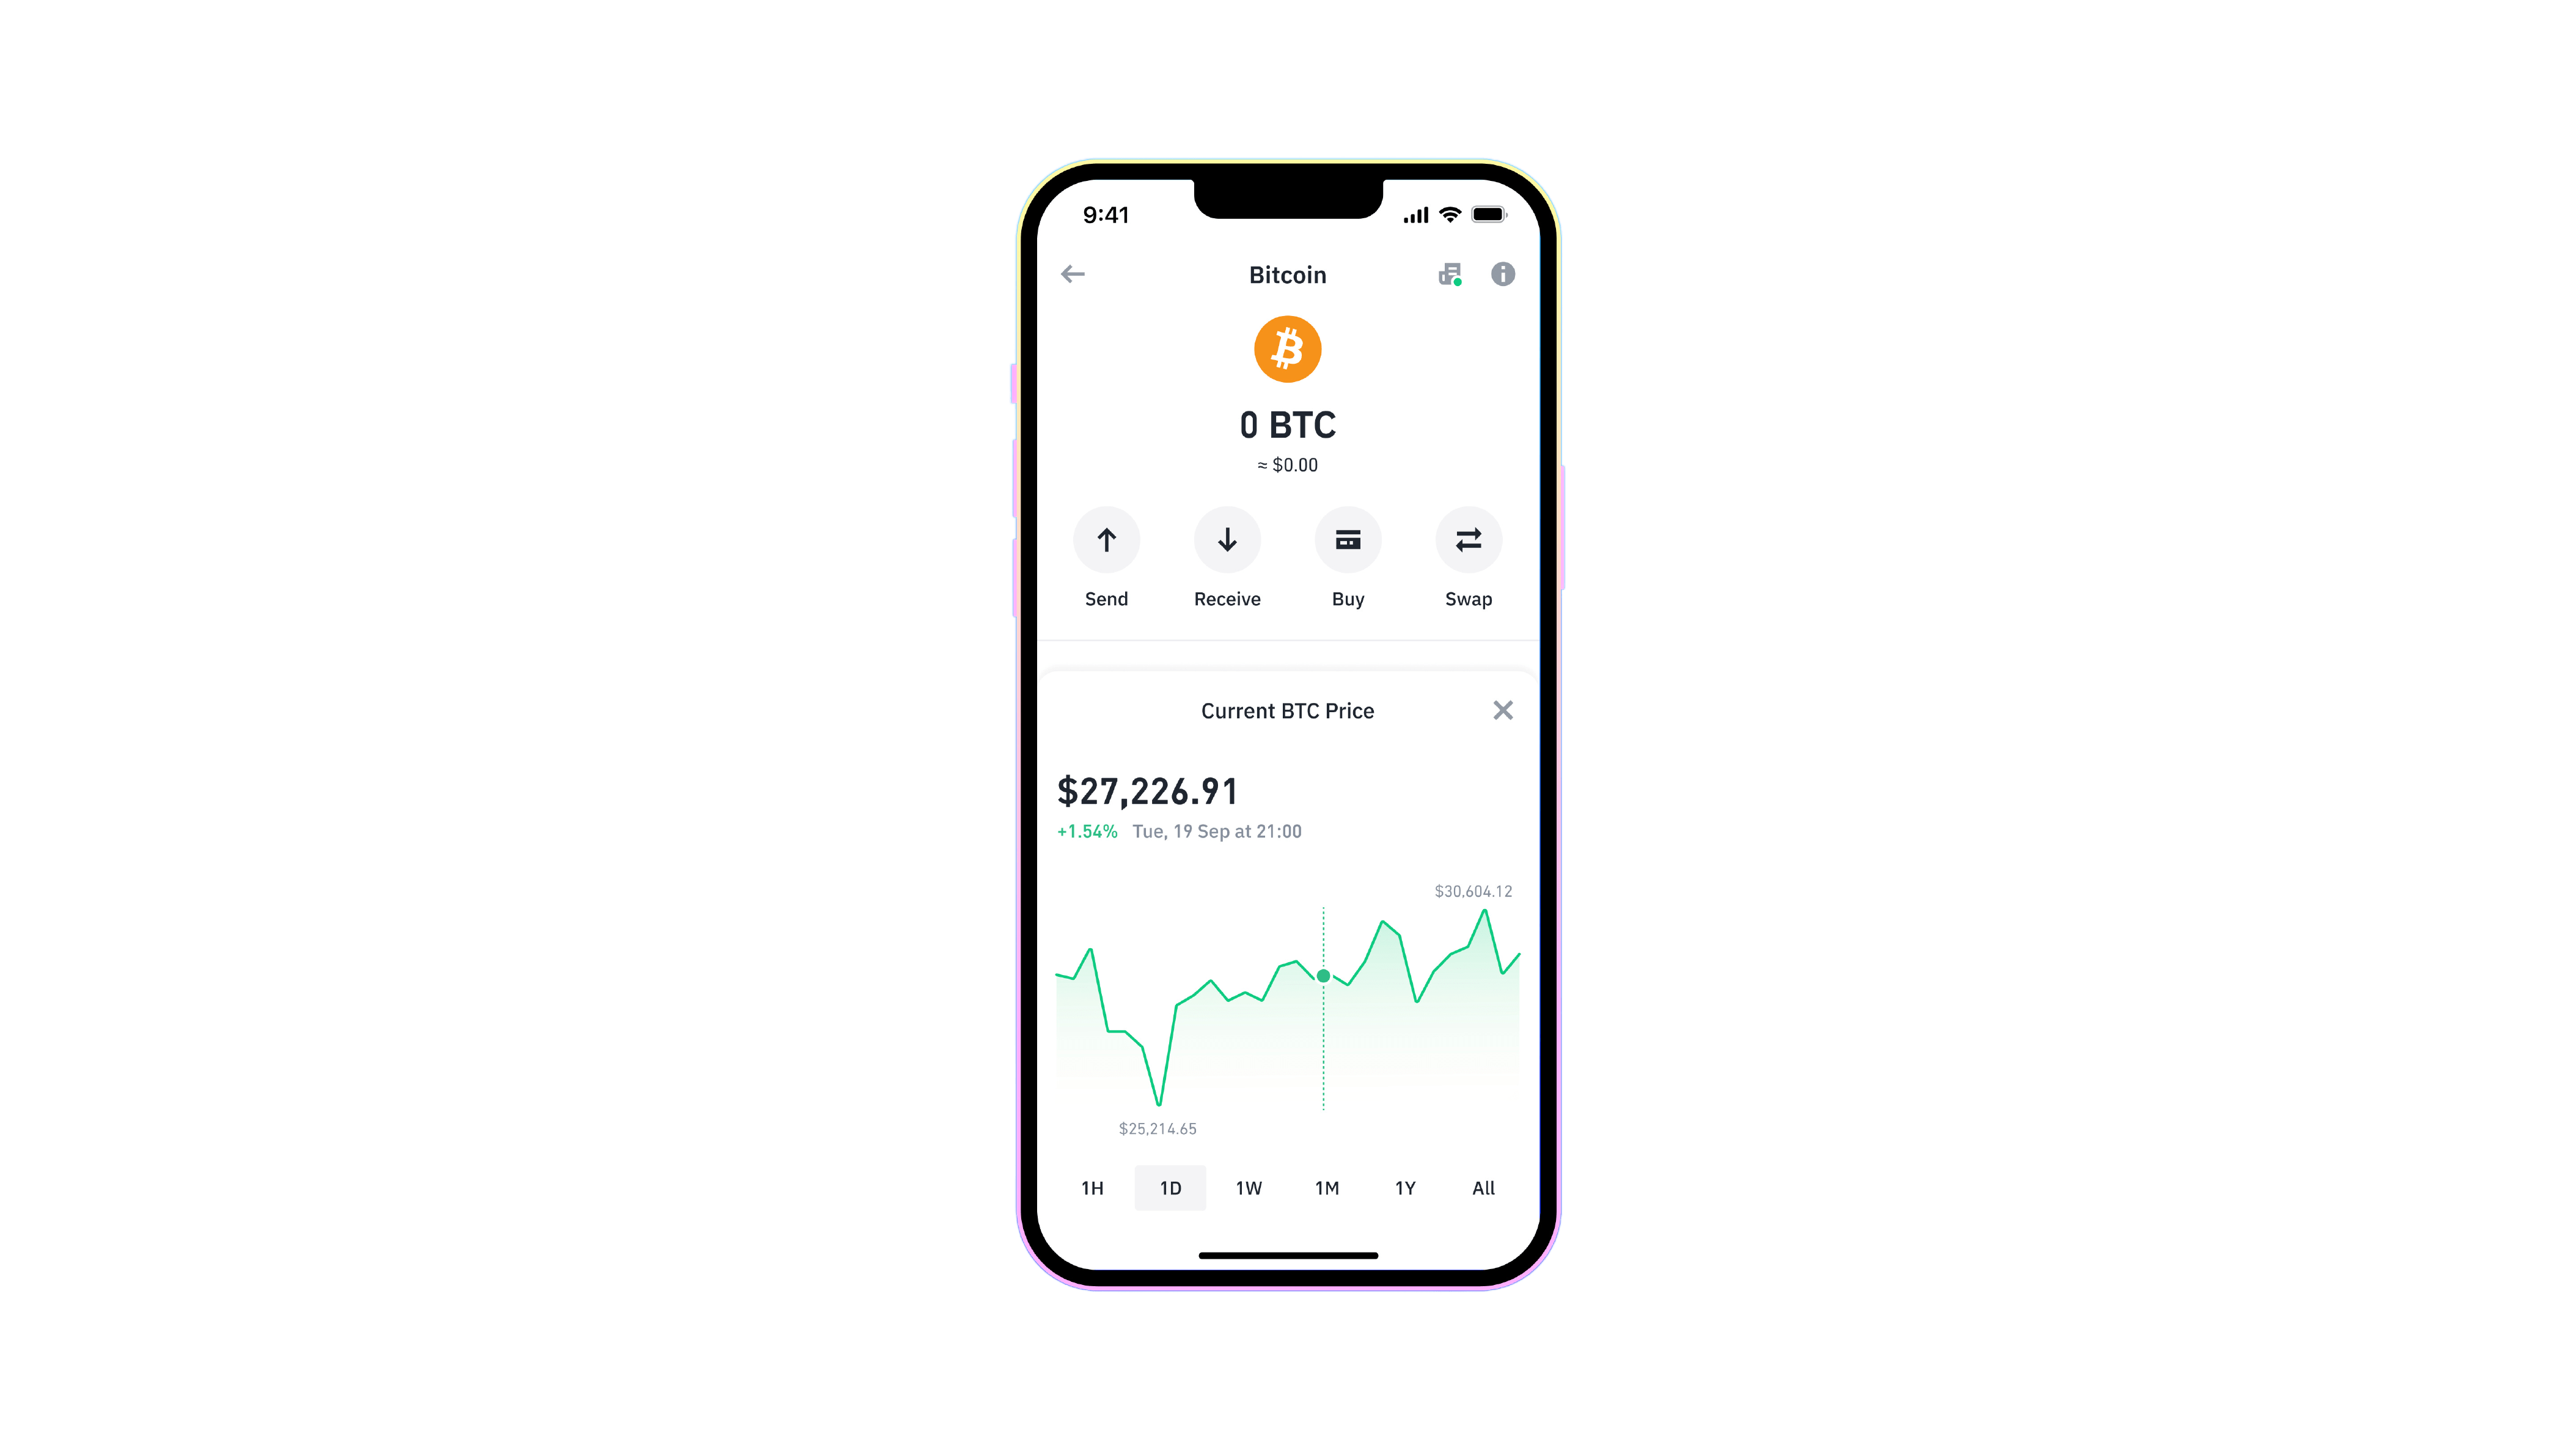 9:41
Bitcoin
0 BTC
≈ $0.00
Send Receive Buy Swap
Current BTC Price
$27,226.91
+1.54% Tue, 19 Sep at 21:00
$30,604.12
$25,214.65
1H 1D 1W 1M 1Y All